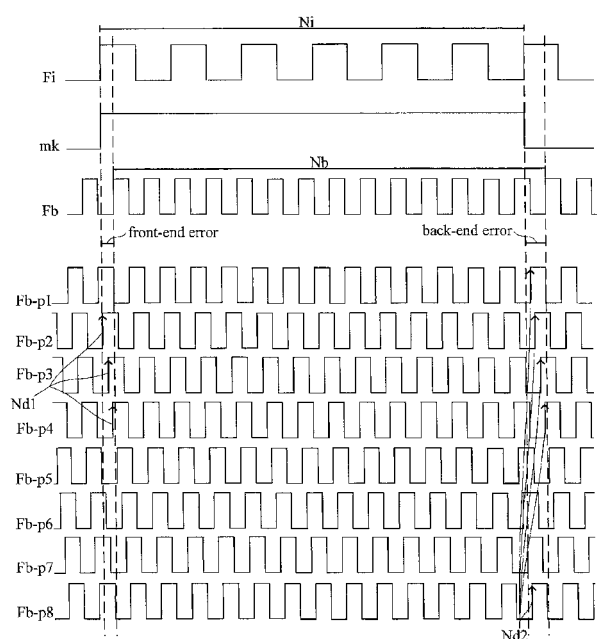 Ni
Fi
mk
Nb
Fb
front-end error
back-end error
Fb-p1
Fb-p2
Fb-p3
Nd1
Fb-p4
Fb-p5
Fb-p6
Fb-p7
Fb-p8
Nd2